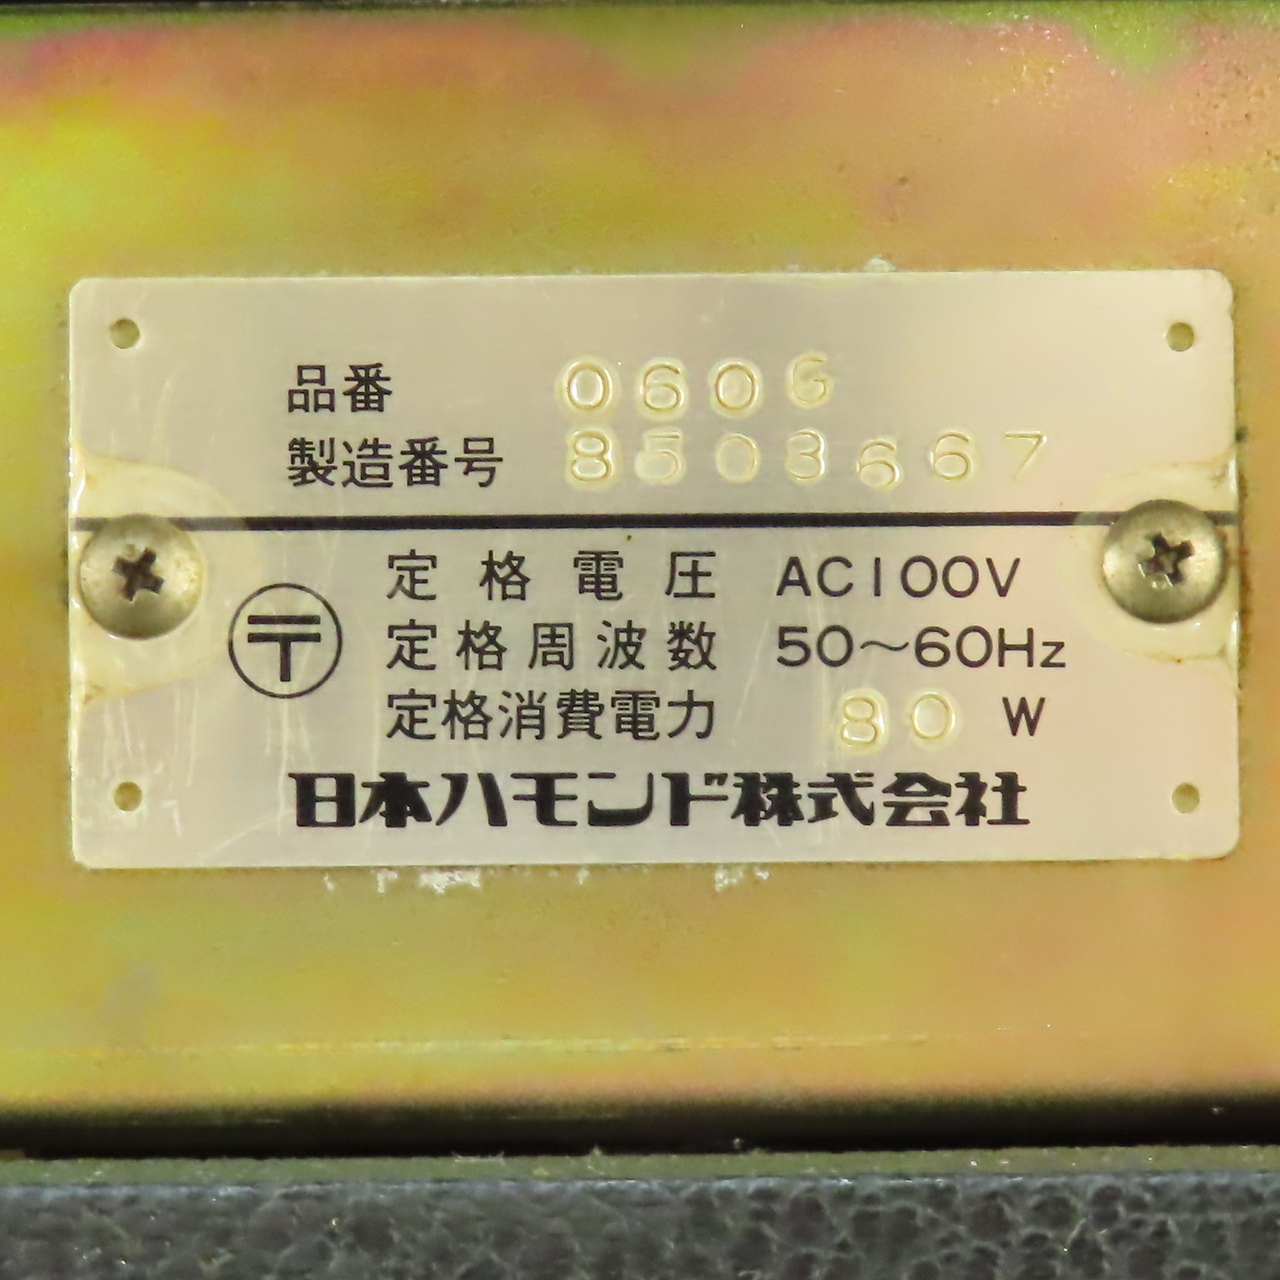 品番 0606
製造番号 8503667
定格電圧 AC100V
〒 定格周波数 50～60Hz
定格消費電力 80 W
日本ハモンド株式会社